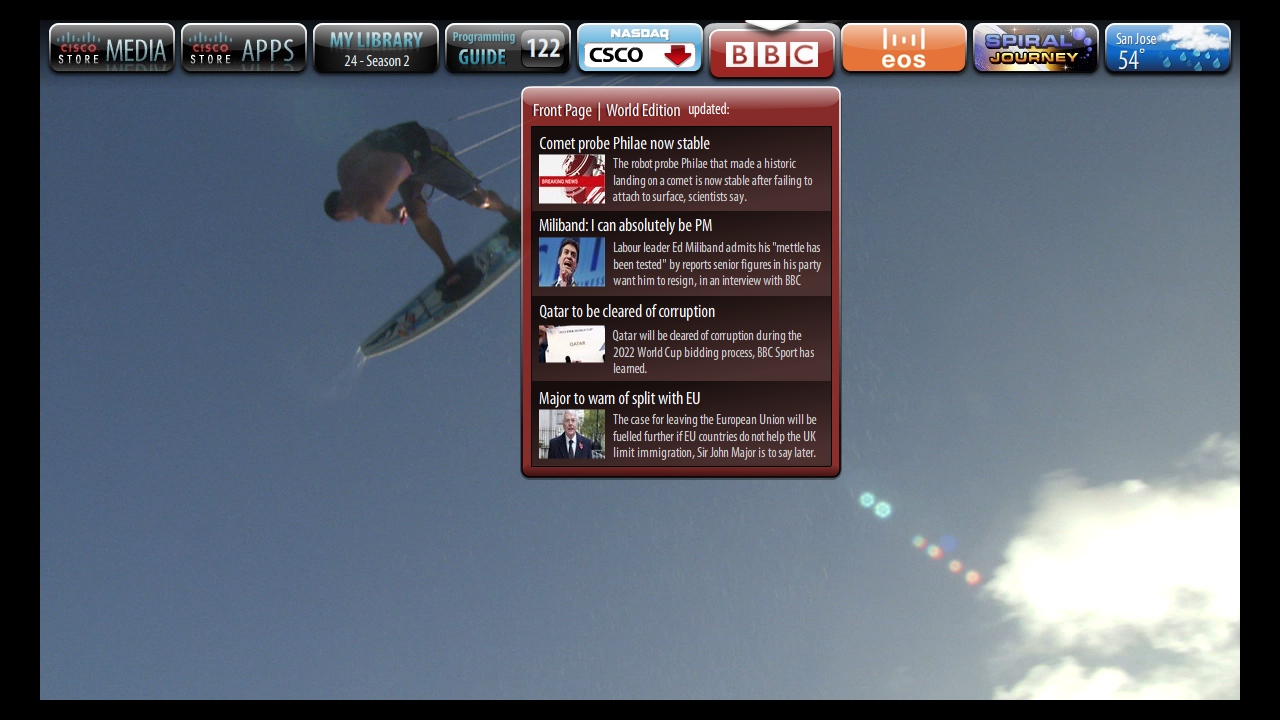 CISCO STORE MEDIA
CISCO STORE APPS
MY LIBRARY
24 - Season 2
Programming
GUIDE
122
NASDAQ
CSCO
BBC
eos
SPIRAL
JOURNEY
San Jose
54°
Front Page | World Edition updated:
Comet probe Philae now stable
BREAKING NEWS
The robot probe Philae that made a historic
landing on a comet is now stable after failing to
attach to surface, scientists say.
Miliband: I can absolutely be PM
Labour leader Ed Miliband admits his "mettle has
been tested" by reports senior figures in his party
want him to resign, in an interview with BBC
Qatar to be cleared of corruption
QATAR
Qatar will be cleared of corruption during the
2022 World Cup bidding process, BBC Sport has
learned.
Major to warn of split with EU
The case for leaving the European Union will be
fuelled further if EU countries do not help the UK
limit immigration, Sir John Major is to say later.